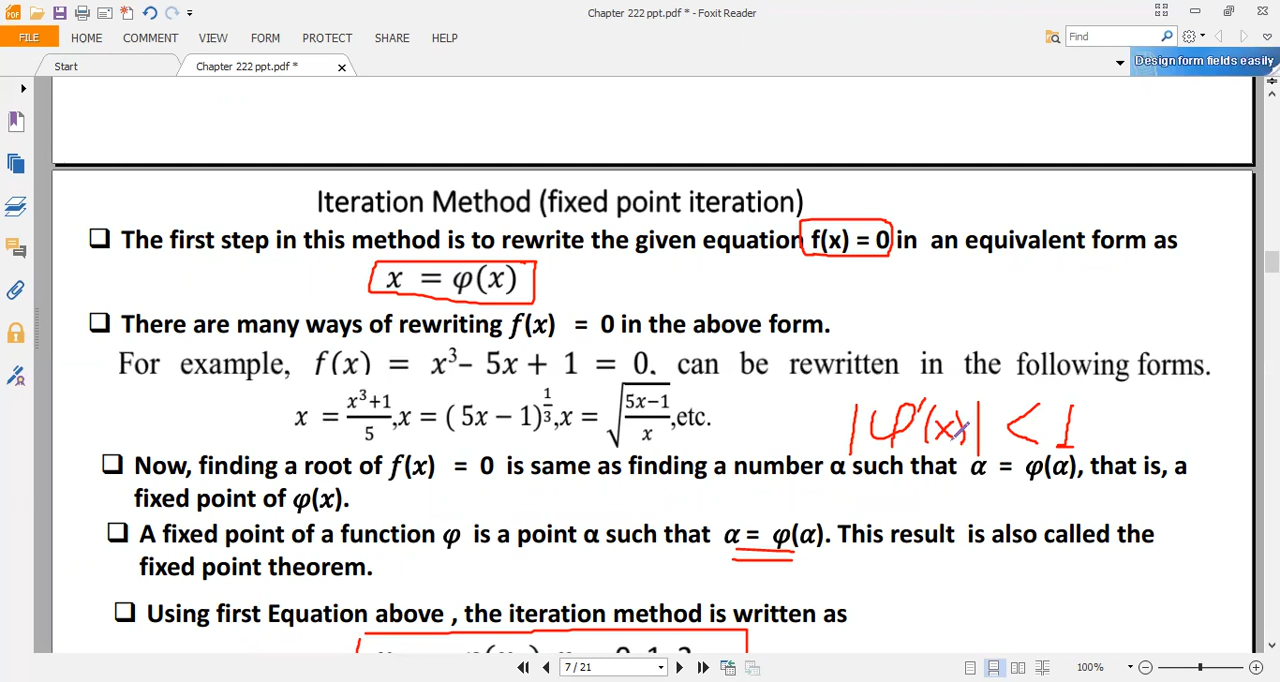 Chapter 222 ppt.pdf * - Foxit Reader
FILE HOME COMMENT VIEW FORM PROTECT SHARE HELP
Find
Start
Chapter 222 ppt.pdf *
Design form fields easily
Iteration Method (fixed point iteration)
❑ The first step in this method is to rewrite the given equation f(x) = 0 in an equivalent form as
x = φ(x)
❑ There are many ways of rewriting f(x) = 0 in the above form.
For example, f(x) = x³– 5x + 1 = 0, can be rewritten in the following forms.
x = (x³+1)/5 ,x = ( 5x − 1)^(1/3) ,x = √((5x−1)/x) ,etc.
|φ'(x)| < 1
❑ Now, finding a root of f(x) = 0 is same as finding a number α such that α = φ(α), that is, a
fixed point of φ(x).
❑ A fixed point of a function φ is a point α such that α = φ(α). This result is also called the
fixed point theorem.
❑ Using first Equation above , the iteration method is written as
7 / 21
100%